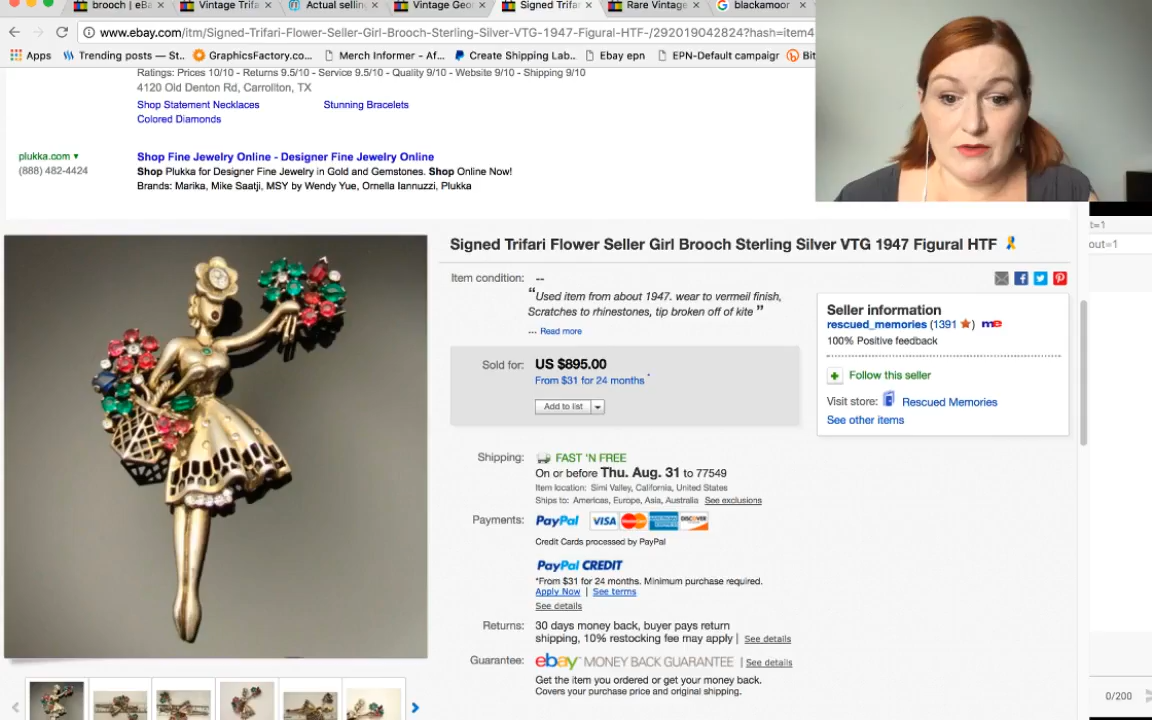 brooch | eBa
Vintage Trifa
Actual sellin
Vintage Geor
Signed Trifar
Rare Vintage
blackamoor
www.ebay.com/itm/Signed-Trifari-Flower-Seller-Girl-Brooch-Sterling-Silver-VTG-1947-Figural-HTF-/292019042824?hash=item4
Apps
Trending posts — St..
GraphicsFactory.co...
Merch Informer - Af...
Create Shipping Lab..
Ebay epn
EPN-Default campaign
Bi
Ratings: Prices 10/10 - Returns 9.5/10 - Service 9.5/10 - Quality 9/10 - Website 9/10 - Shipping 9/10
4120 Old Denton Rd, Carrollton, TX
Shop Statement Necklaces
Stunning Bracelets
Colored Diamonds
plukka.com
(888) 482-4424
Shop Fine Jewelry Online - Designer Fine Jewelry Online
Shop Plukka for Designer Fine Jewelry in Gold and Gemstones. Shop Online Now!
Brands: Marika, Mike Saatji, MSY by Wendy Yue, Ornella Iannuzzi, Plukka
t=1
out=1
Signed Trifari Flower Seller Girl Brooch Sterling Silver VTG 1947 Figural HTF
Item condition: --
"Used item from about 1947. wear to vermeil finish,
Scratches to rhinestones, tip broken off of kite "
... Read more
Sold for: US $895.00
From $31 for 24 months *
Add to list
Seller information
rescued_memories (1391 ) me
100% Positive feedback
Follow this seller
Visit store: Rescued Memories
See other items
Shipping: FAST 'N FREE
On or before Thu. Aug. 31 to 77549
Item location: Simi Valley, California, United States
Ships to: Americas, Europe, Asia, Australia See exclusions
Payments: PayPal VISA MasterCard AMERICAN EXPRESS DISCOVER
Credit Cards processed by PayPal
PayPal CREDIT
*From $31 for 24 months. Minimum purchase required.
Apply Now | See terms
See details
Returns: 30 days money back, buyer pays return
shipping, 10% restocking fee may apply | See details
Guarantee: ebay MONEY BACK GUARANTEE | See details
Get the item you ordered or get your money back.
Covers your purchase price and original shipping.
0/200